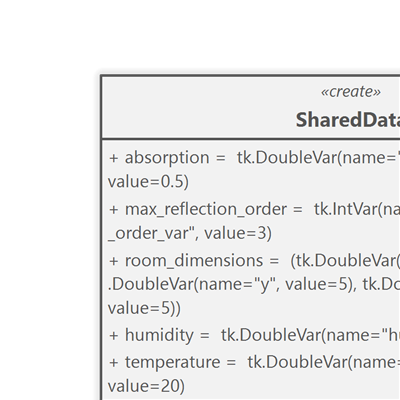 «create»
SharedData
+ absorption =  tk.DoubleVar(name="
value=0.5)
+ max_reflection_order =  tk.IntVar(na
_order_var", value=3)
+ room_dimensions =  (tk.DoubleVar(
.DoubleVar(name="y", value=5), tk.Do
value=5))
+ humidity =  tk.DoubleVar(name="hu
+ temperature =  tk.DoubleVar(name=
value=20)